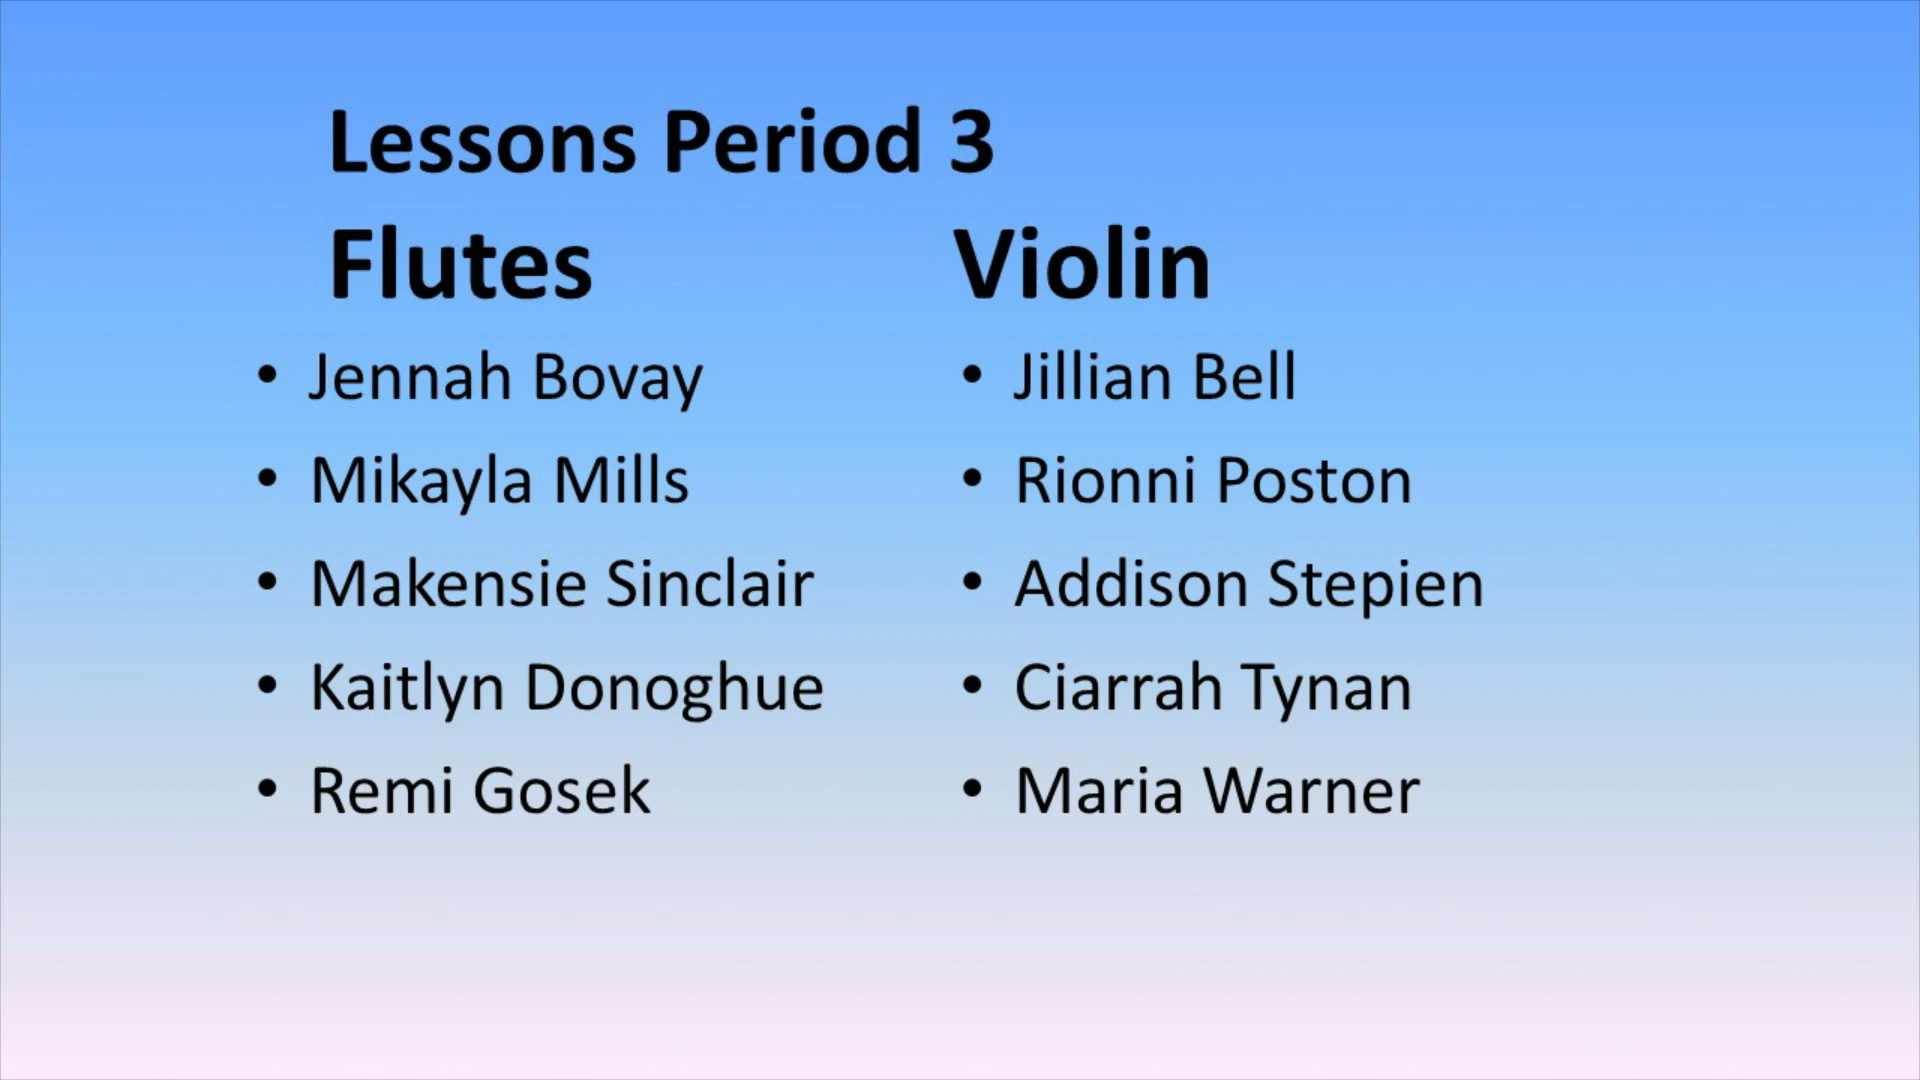 Lessons Period 3
Flutes
• Jennah Bovay
• Mikayla Mills
• Makensie Sinclair
• Kaitlyn Donoghue
• Remi Gosek
Violin
• Jillian Bell
• Rionni Poston
• Addison Stepien
• Ciarrah Tynan
• Maria Warner